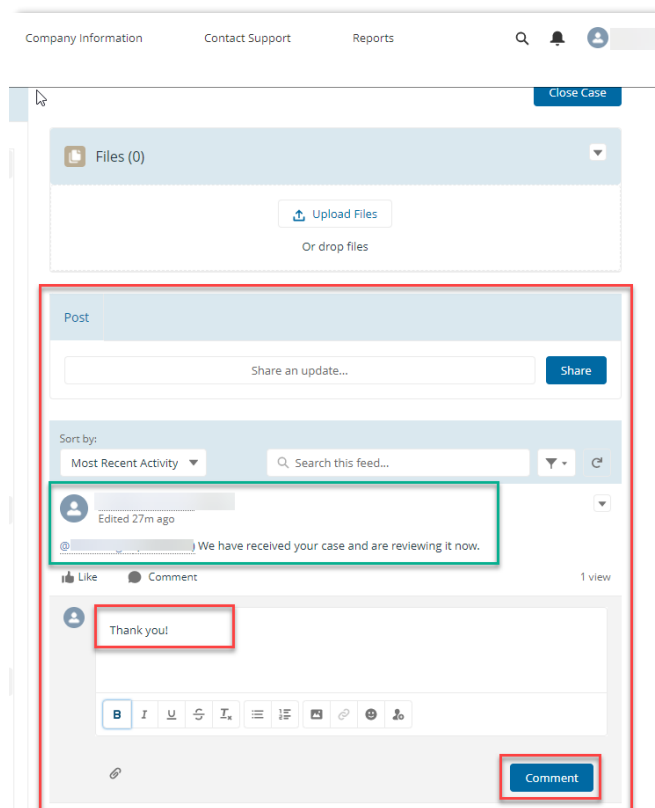 Company Information Contact Support Reports
Close Case
Files (0)
Upload Files
Or drop files
Post
Share an update... Share
Sort by:
Most Recent Activity Search this feed...
Edited 27m ago
@ ) We have received your case and are reviewing it now.
Like Comment 1 view
Thank you!
B I U S Tx
Comment